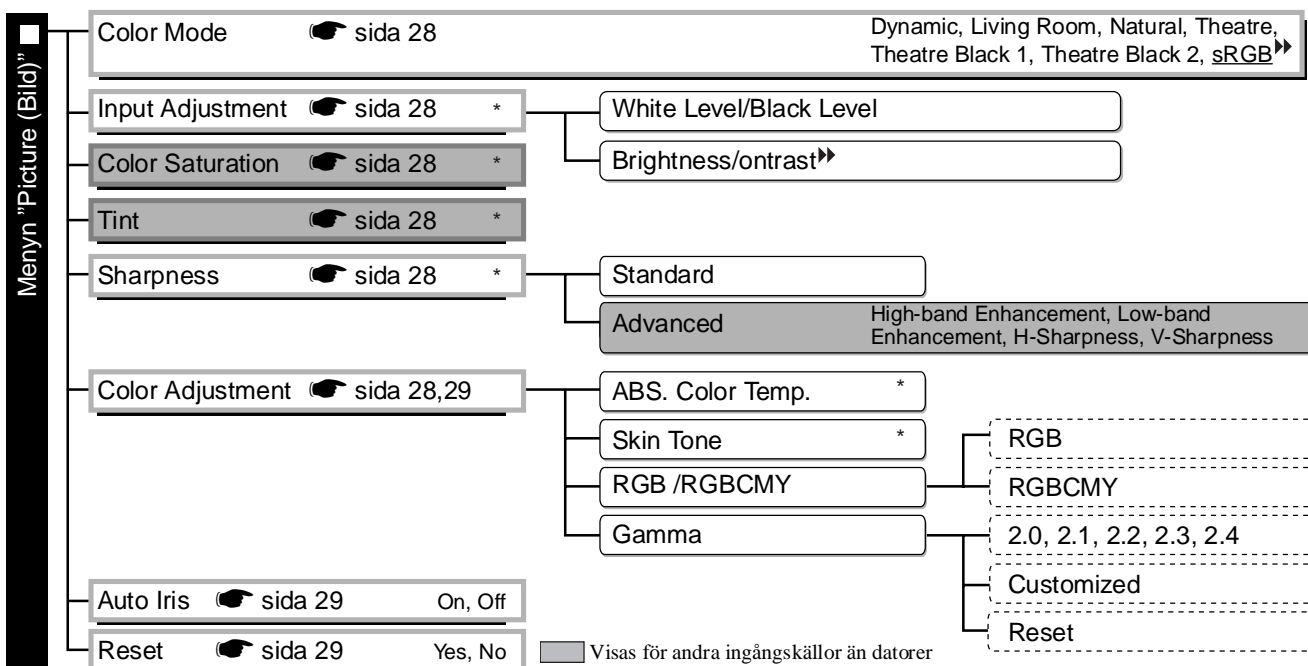 Menyn ”Picture (Bild)”
Color Mode sida 28 Dynamic, Living Room, Natural, Theatre,
Theatre Black 1, Theatre Black 2, sRGB
Input Adjustment sida 28 * White Level/Black Level
Color Saturation sida 28 * Brightness/ontrast
Tint sida 28 *
Sharpness sida 28 * Standard
Advanced High-band Enhancement, Low-band
Enhancement, H-Sharpness, V-Sharpness
Color Adjustment sida 28,29 ABS. Color Temp. *
Skin Tone * RGB
RGB /RGBCMY RGBCMY
Gamma 2.0, 2.1, 2.2, 2.3, 2.4
Customized
Auto Iris sida 29 On, Off
Reset
Reset sida 29 Yes, No Visas för andra ingångskällor än datorer